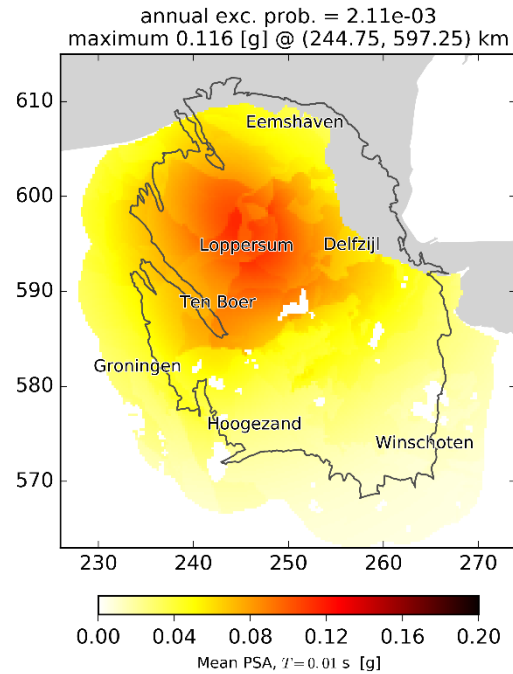 annual exc. prob. = 2.11e-03
maximum 0.116 [g] @ (244.75, 597.25) km
610
Eemshaven
600
Loppersum
Delfzijl
590
Ten Boer
Groningen
580
Hoogezand
Winschoten
570
230
240
250
260
270
0.00
0.04
0.08
0.12
0.16
0.20
Mean PSA, T = 0.01 s [g]